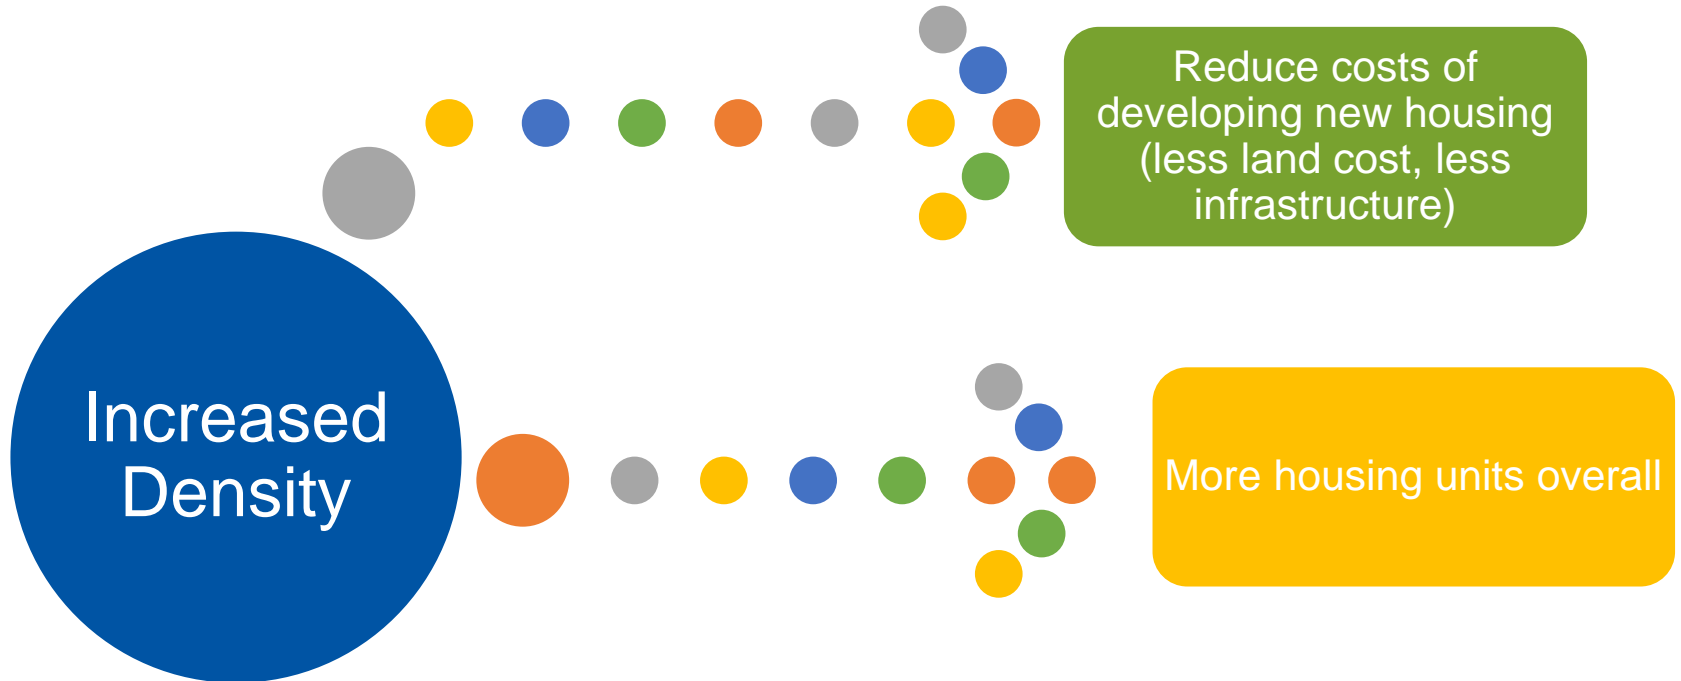 Reduce costs of
developing new housing
(less land cost, less
infrastructure)
Increased
Density
More housing units overall